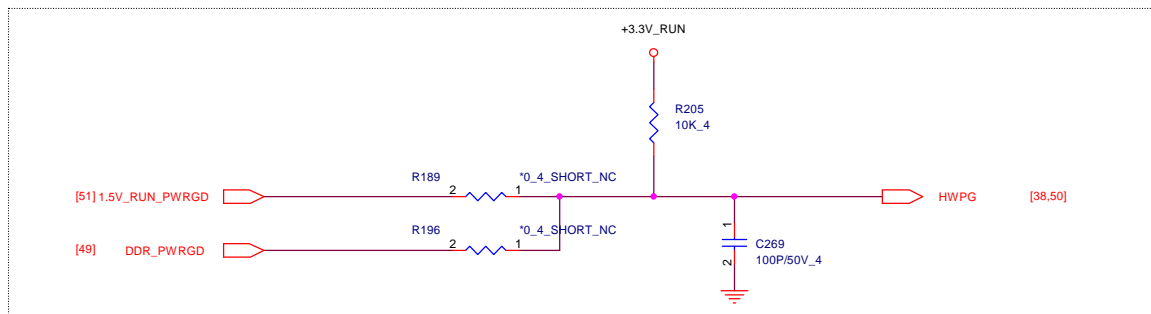 +3.3V_RUN
R205
10K_4
R189
2
1
*0_4_SHORT_NC
[51] 1.5V_RUN_PWRGD
HWPG
[38,50]
R196
2
1
*0_4_SHORT_NC
[49] DDR_PWRGD
1
2
C269
100P/50V_4